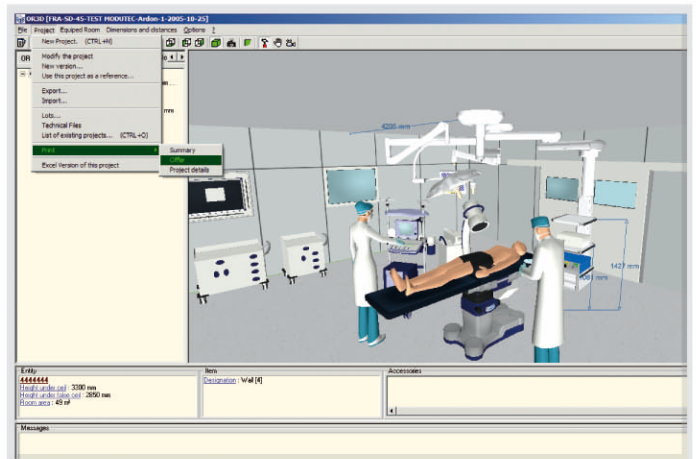 OR3D [FRA-SD-45-TEST MODUTEC-Ardon-1-2005-10-25]
File Project Equiped Room Dimensions and distances Options ?
New Project. (CTRL+N)
Modify the project
New version...
Use this project as a reference...
Export...
Import...
Lots...
Technical Files
List of existing projects... (CTRL+O)
Print
Summary
Offer
Project details
Excel Version of this project
OR
mm
1427 mm
Entity
4444444
Height under ceil : 3300 mm
Height under false ceil : 2850 mm
Room area : 49 m²
Item
Designation : Wall [4]
Accessories
Messages